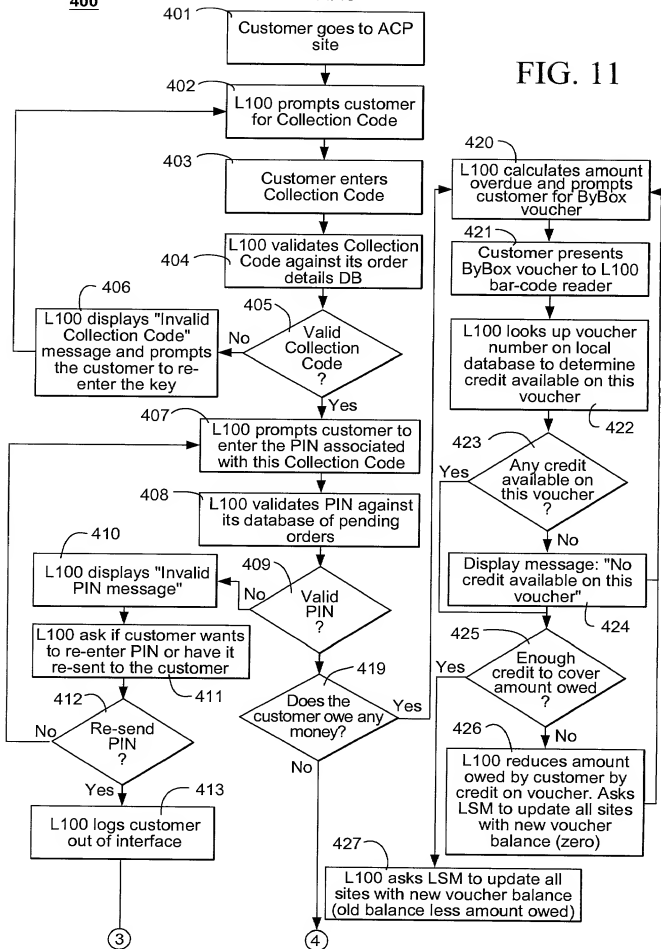 400
401
Customer goes to ACP
site
FIG. 11
402
L100 prompts customer
for Collection Code
403
Customer enters
Collection Code
404
L100 validates Collection
Code against its order
details DB
405
Valid
Collection
Code
?
No
Yes
406
L100 displays "Invalid
Collection Code"
message and prompts
the customer to re-
enter the key
407
L100 prompts customer to
enter the PIN associated
with this Collection Code
408
L100 validates PIN against
its database of pending
orders
409
Valid
PIN
?
No
410
L100 displays "Invalid
PIN message"
L100 ask if customer wants
to re-enter PIN or have it
re-sent to the customer
411
412
Re-send
PIN
?
No
Yes
413
L100 logs customer
out of interface
3
419
Does the
customer owe any
money?
Yes
No
4
420
L100 calculates amount
overdue and prompts
customer for ByBox
voucher
421
Customer presents
ByBox voucher to L100
bar-code reader
L100 looks up voucher
number on local
database to determine
credit available on this
voucher
422
423
Any credit
available on
this voucher
?
Yes
No
Display message: "No
credit available on this
voucher"
424
425
Enough
credit to cover
amount owed
?
Yes
No
426
L100 reduces amount
owed by customer by
credit on voucher. Asks
LSM to update all sites
with new voucher
balance (zero)
427
L100 asks LSM to update all
sites with new voucher balance
(old balance less amount owed)